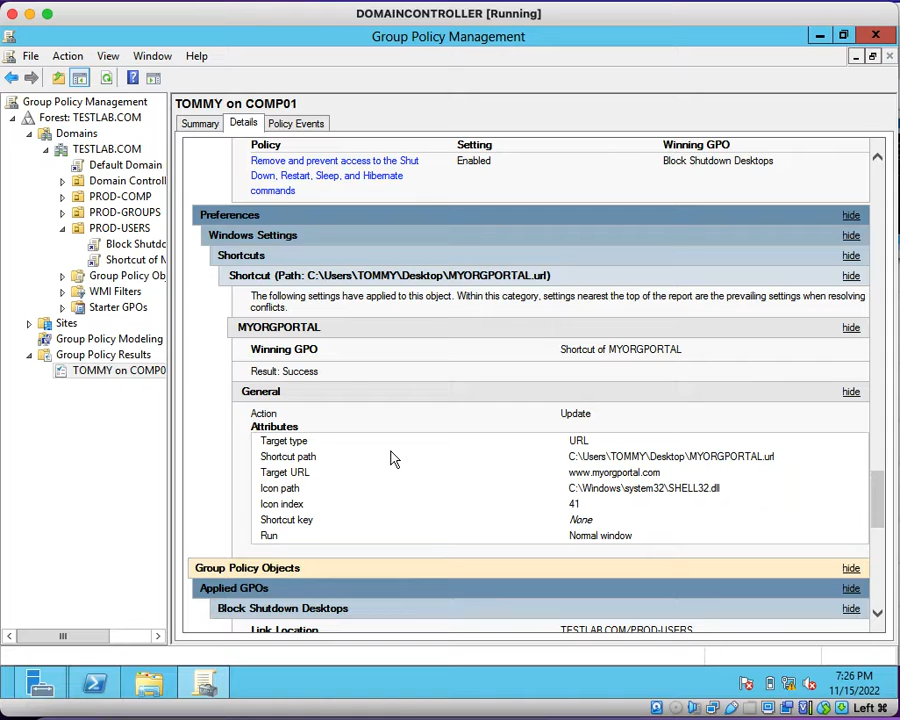 DOMAINCONTROLLER [Running]
Group Policy Management
File Action View Window Help
Group Policy Management
Forest: TESTLAB.COM
Domains
TESTLAB.COM
Default Domain
Domain Controll
PROD-COMP
PROD-GROUPS
PROD-USERS
Block Shutdo
Shortcut of M
Group Policy Obj
WMI Filters
Starter GPOs
Sites
Group Policy Modeling
Group Policy Results
TOMMY on COMP0
TOMMY on COMP01
Summary Details Policy Events
Policy Setting Winning GPO
Remove and prevent access to the Shut Enabled Block Shutdown Desktops
Down, Restart, Sleep, and Hibernate
commands
Preferences hide
Windows Settings hide
Shortcuts hide
Shortcut (Path: C:\Users\TOMMY\Desktop\MYORGPORTAL.url) hide
The following settings have applied to this object. Within this category, settings nearest the top of the report are the prevailing settings when resolving
conflicts.
MYORGPORTAL hide
Winning GPO Shortcut of MYORGPORTAL
Result: Success
General hide
Action Update
Attributes
Target type URL
Shortcut path C:\Users\TOMMY\Desktop\MYORGPORTAL.url
Target URL www.myorgportal.com
Icon path C:\Windows\system32\SHELL32.dll
Icon index 41
Shortcut key None
Run Normal window
Group Policy Objects hide
Applied GPOs hide
Block Shutdown Desktops hide
Link Location TESTLAB.COM/PROD-USERS
7:26 PM
11/15/2022
Left ⌘